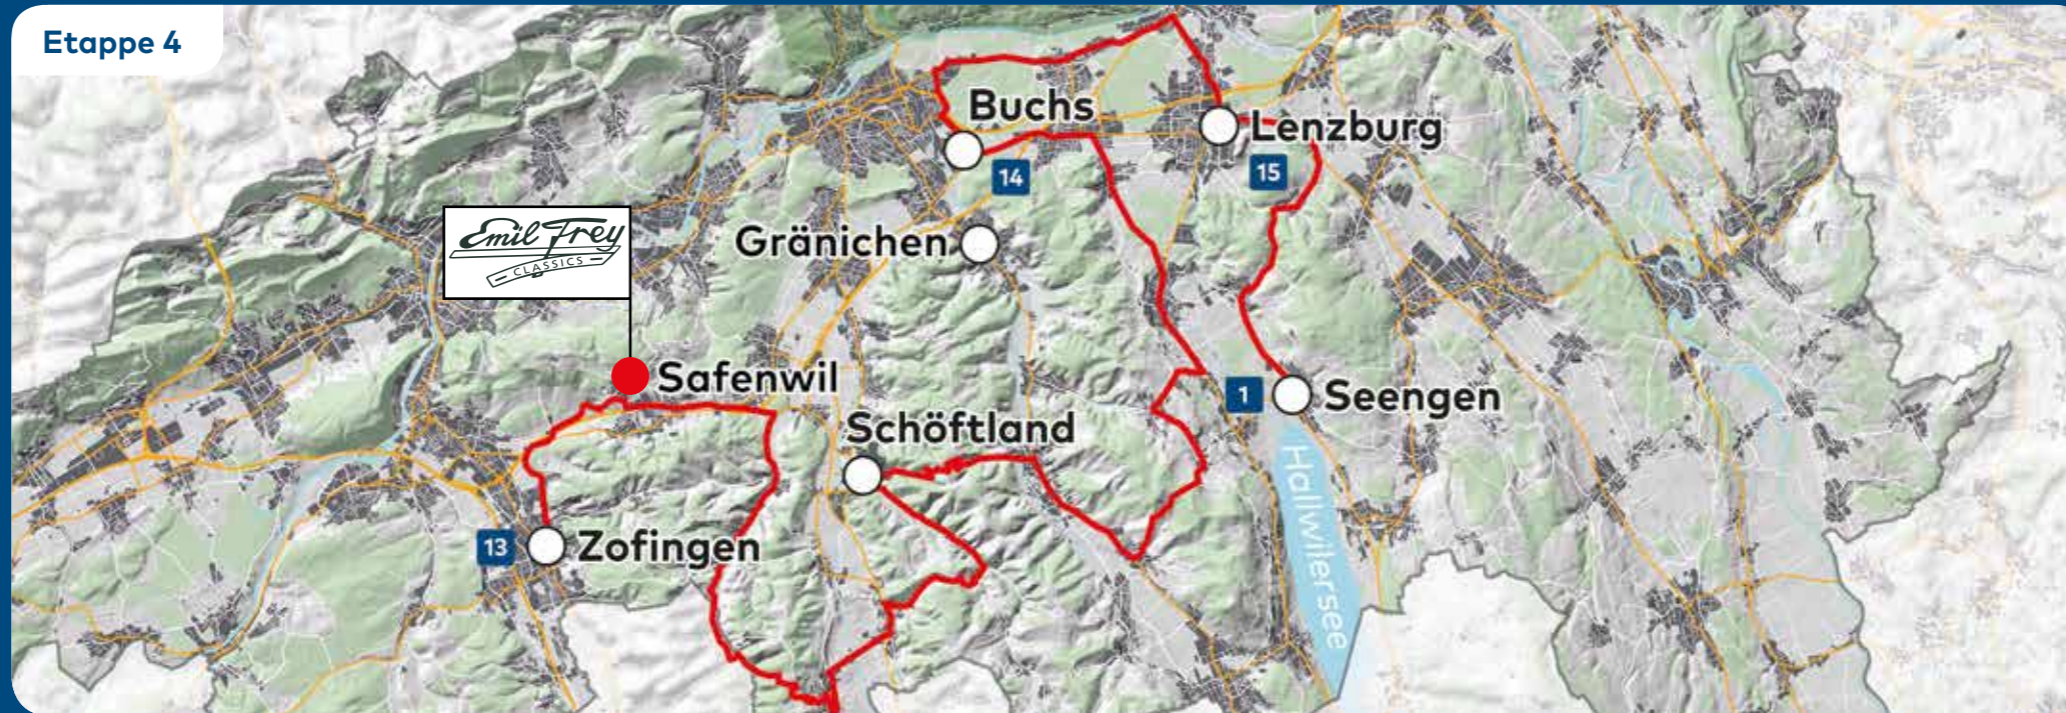 Etappe 4
Buchs
14
Lenzburg
15
Emil Frey
CLASSICS
Gränichen
Safenwil
1
Seengen
Schöftland
13
Zofingen
Hallwilersee